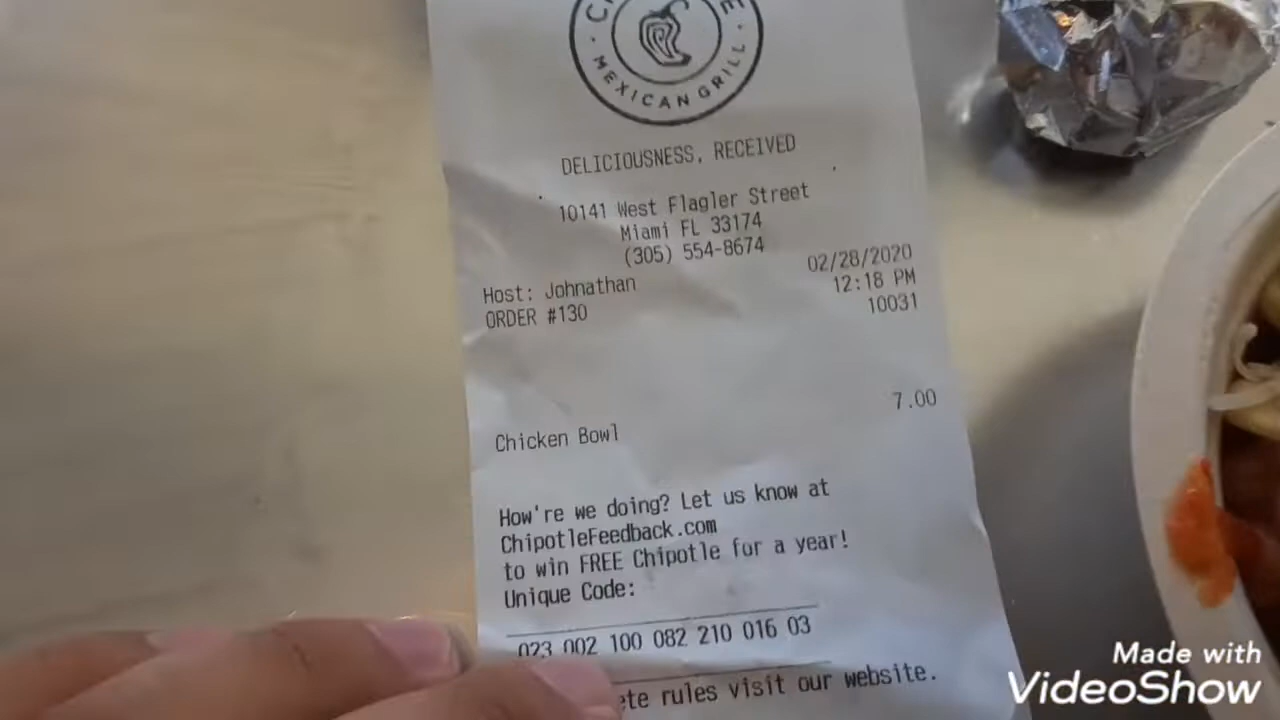 MEXICAN GRILL
DELICIOUSNESS, RECEIVED
10141 West Flagler Street
Miami FL 33174
(305) 554-8674
02/28/2020
Host: Johnathan
12:18 PM
ORDER #130
10031
7.00
Chicken Bowl
How're we doing? Let us know at
ChipotleFeedback.com
to win FREE Chipotle for a year!
Unique Code:
023 002 100 082 210 016 03
rules visit our website.
Made with
VideoShow